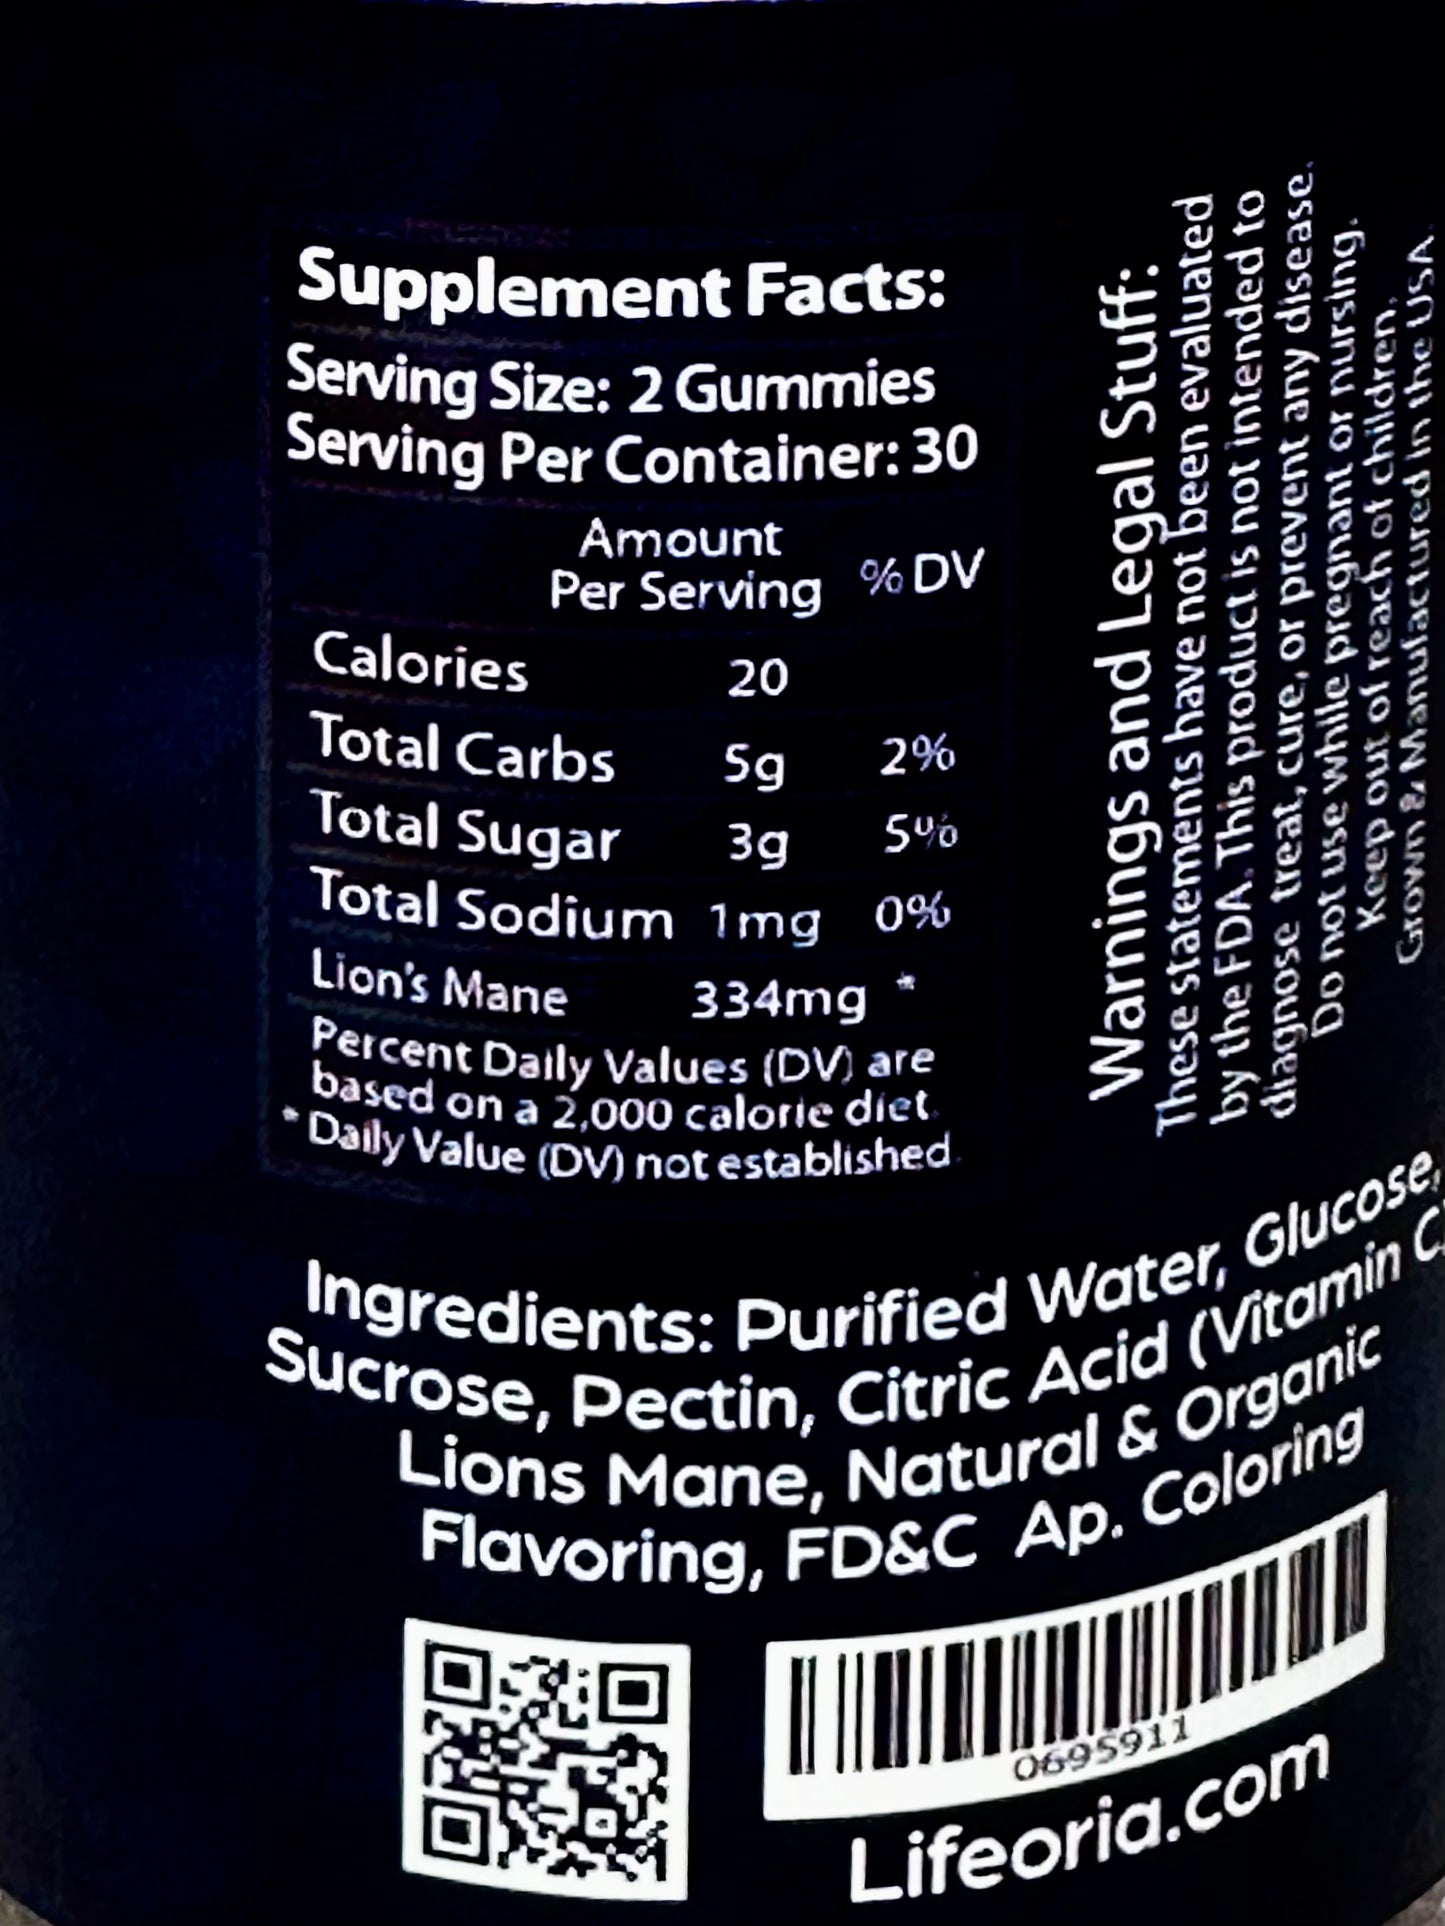 Supplement Facts:
Serving Size: 2 Gummies
Serving Per Container: 30
Amount
Per Serving % DV
Calories 20
Total Carbs 5g 2%
Total Sugar 3g 5%
Total Sodium 1mg 0%
Lion's Mane 334mg *
Percent Daily Values (DV) are
based on a 2,000 calorie diet.
* Daily Value (DV) not established.
Warnings and Legal Stuff:
These statements have not been evaluated
by the FDA. This product is not intended to
diagnose treat, cure, or prevent any disease.
Do not use while pregnant or nursing.
Keep out of reach of children.
Grown & Manufactured in the USA.
Ingredients: Purified Water, Glucose,
Sucrose, Pectin, Citric Acid (Vitamin C)
Lions Mane, Natural & Organic
Flavoring, FD&C Ap. Coloring
0695911
Lifeoria.com